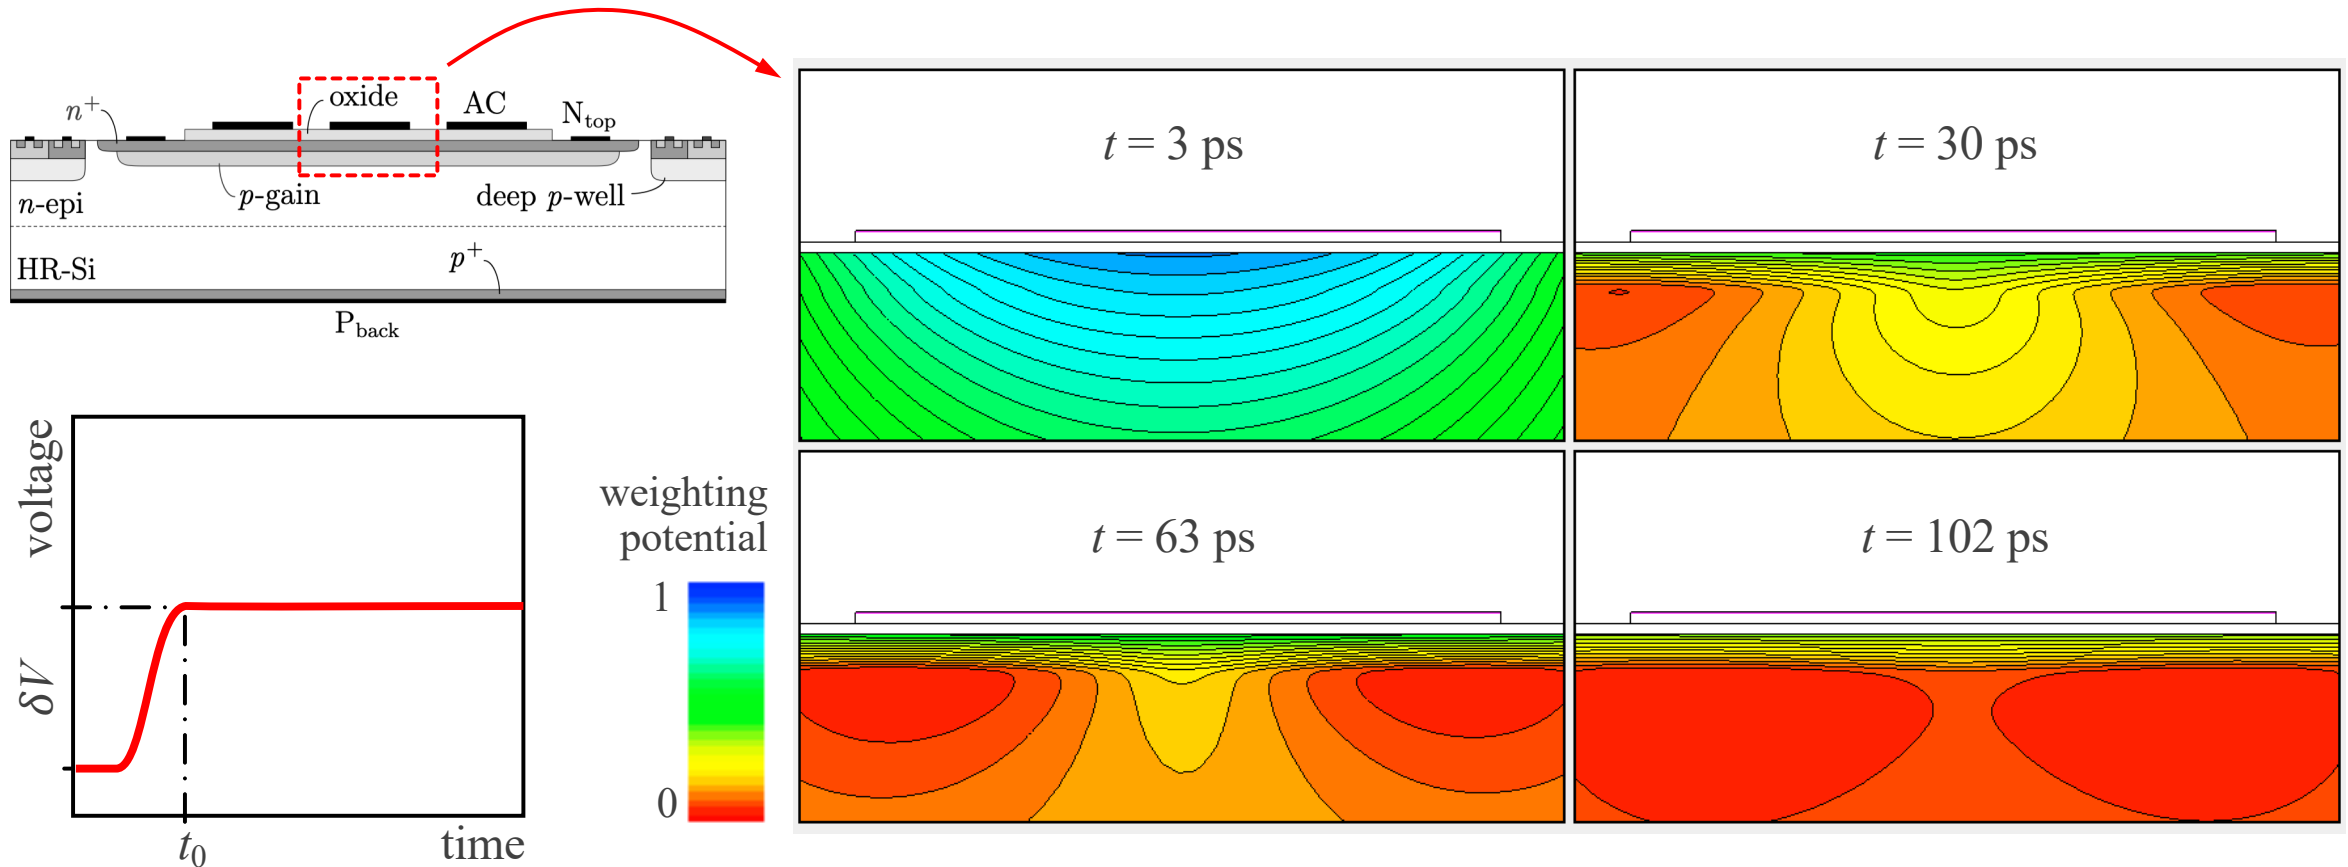 n+
oxide
AC
Ntop
p-gain
deep p-well
n-epi
HR-Si
p+
Pback
voltage
δV
t0
time
weighting
potential
1
0
t = 3 ps
t = 30 ps
t = 63 ps
t = 102 ps